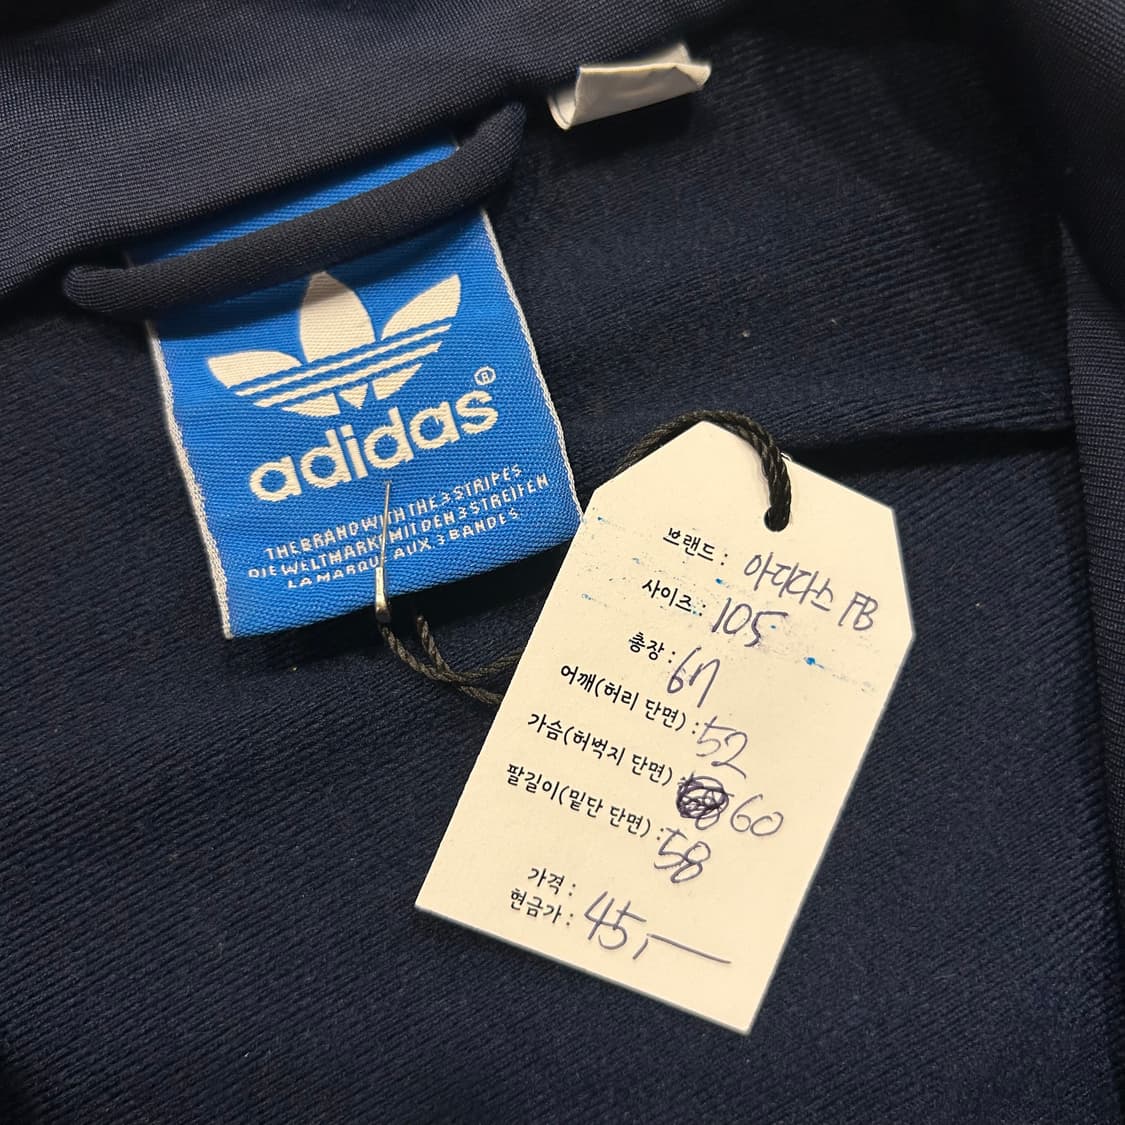 adidas®
THE BRAND WITH THE 3 STRIPES
DIE WELTMARKE MIT DEN 3 STREIFEN
LA MARQUE AUX 3 BANDES
브랜드 : 아디다스 FB
사이즈 : 105
총장 : 67
어깨(허리 단면) : 52
가슴(허벅지 단면) : 60
팔길이(밑단 단면) : 58
가격 :
현금가 : 45,—